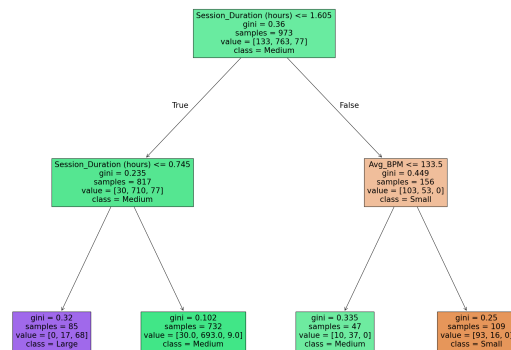 Session_Duration (hours) <= 1.605
gini = 0.36
samples = 973
value = [133, 763, 77]
class = Medium
True
False
Session_Duration (hours) <= 0.745
gini = 0.235
samples = 817
value = [30, 710, 77]
class = Medium
Avg_BPM <= 133.5
gini = 0.449
samples = 156
value = [103, 53, 0]
class = Small
gini = 0.32
samples = 85
value = [0, 17, 68]
class = Large
gini = 0.102
samples = 732
value = [30.0, 693.0, 9.0]
class = Medium
gini = 0.335
samples = 47
value = [10, 37, 0]
class = Medium
gini = 0.25
samples = 109
value = [93, 16, 0]
class = Small